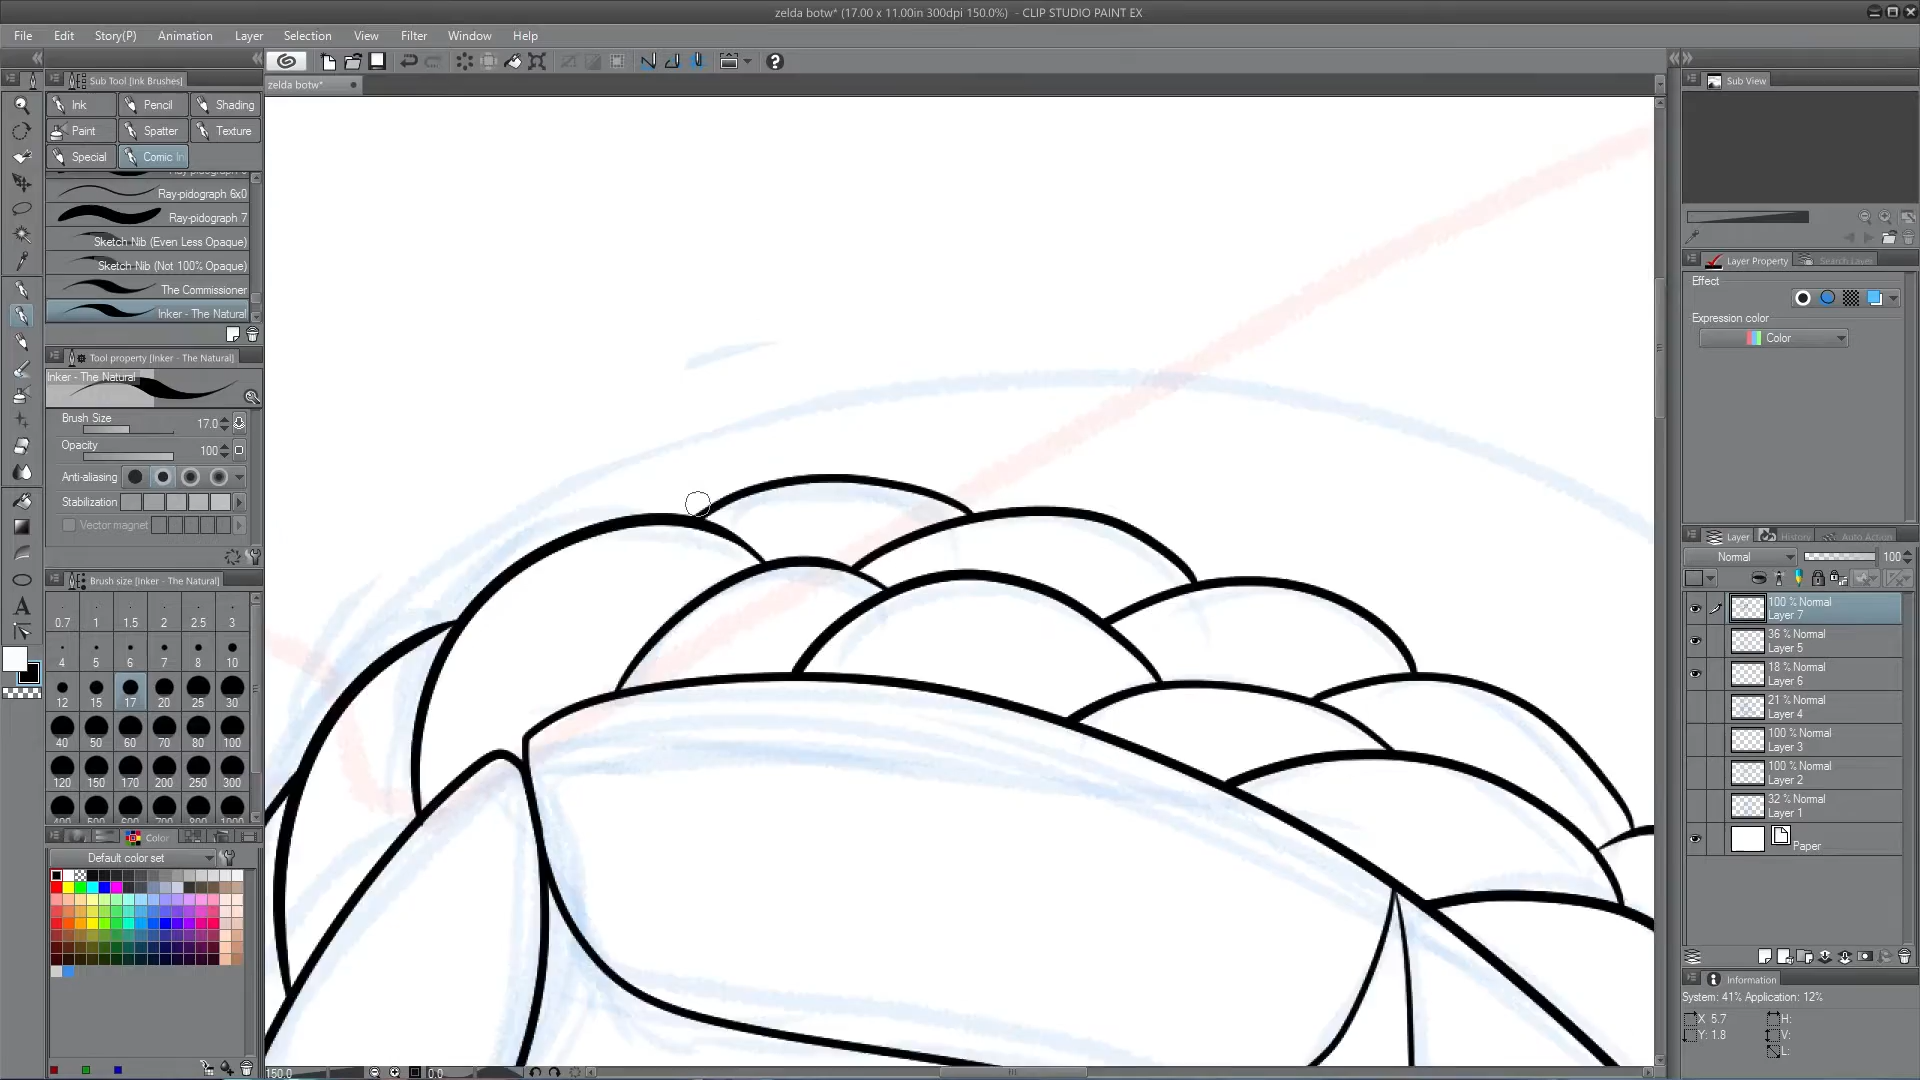 zelda botw* (17.00 x 11.00in 300dpi 150.0%) - CLIP STUDIO PAINT EX
File Edit Story(P) Animation Layer Selection View Filter Window Help
Sub Tool [Ink Brushes]
zelda botw*
Sub View
Ink Pencil Shading
Paint Spatter Texture
Special Comic In
Ray-pidograph 6x0
Ray-pidograph 7
Sketch Nib (Even Less Opaque)
Sketch Nib (Not 100% Opaque)
The Commissioner
Inker - The Natural
Tool property [Inker - The Natural]
Inker - The Natural
Brush Size 17.0
Opacity 100
Anti-aliasing
Stabilization
Vector magnet
Brush size [Inker - The Natural]
0.7 1 1.5 2 2.5 3
4 5 6 7 8 10
12 15 17 20 25 30
40 50 60 70 80 100
120 150 170 200 250 300
400 500 600 700 800 1000
Color
Default color set
150.0 0.0
Layer Property Search Layer
Effect
Expression color
Color
Layer History Auto Action
Normal 100
100 % Normal
Layer 7
36 % Normal
Layer 5
18 % Normal
Layer 6
21 % Normal
Layer 4
100 % Normal
Layer 3
100 % Normal
Layer 2
32 % Normal
Layer 1
Paper
Information
System: 41% Application: 12%
X 5.7 H:
Y: 1.8 V:
L: